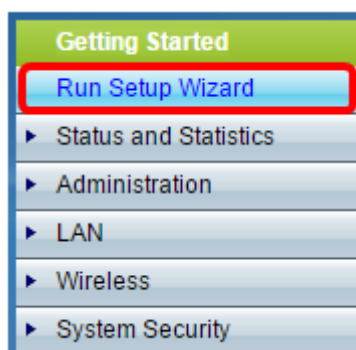 Getting Started
Run Setup Wizard
Status and Statistics
Administration
LAN
Wireless
System Security